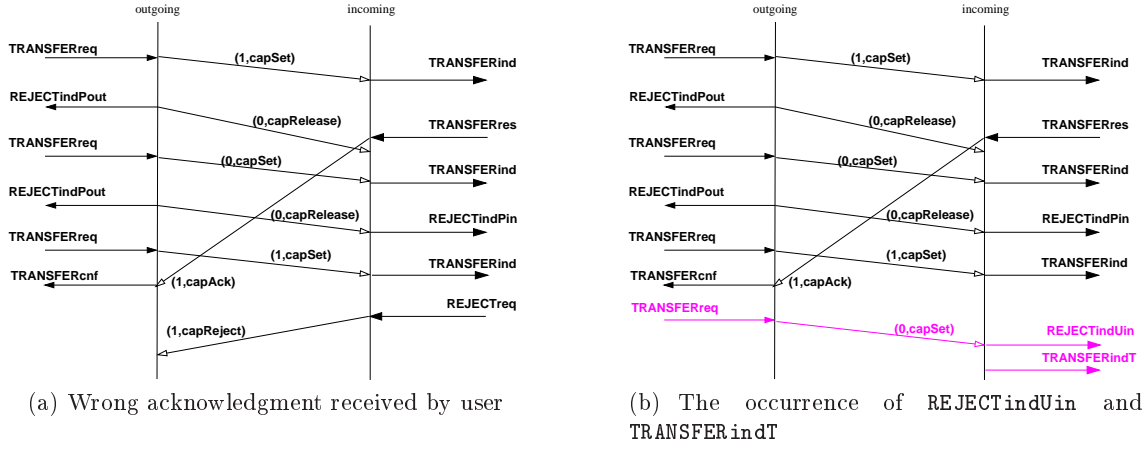 outgoing
incoming
TRANSFERreq
(1,capSet)
TRANSFERind
REJECTindPout
(0,capRelease)
TRANSFERres
TRANSFERreq
(0,capSet)
TRANSFERind
REJECTindPout
(0,capRelease)
REJECTindPin
TRANSFERreq
(1,capSet)
TRANSFERind
TRANSFERcnf
(1,capAck)
REJECTreq
(1,capReject)
(a) Wrong acknowledgment received by user
outgoing
incoming
TRANSFERreq
(1,capSet)
TRANSFERind
REJECTindPout
(0,capRelease)
TRANSFERres
TRANSFERreq
(0,capSet)
TRANSFERind
REJECTindPout
(0,capRelease)
REJECTindPin
TRANSFERreq
(1,capSet)
TRANSFERind
TRANSFERcnf
(1,capAck)
TRANSFERreq
(0,capSet)
REJECTindUin
TRANSFERindT
(b) The occurrence of REJECTindUin and
TRANSFERindT